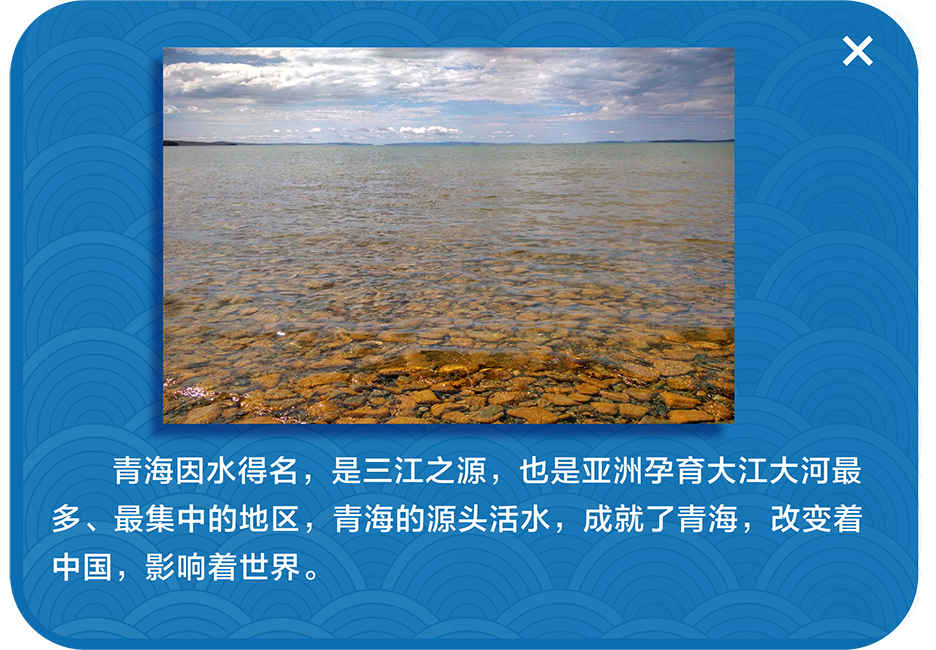 青海因水得名，是三江之源，也是亚洲孕育大江大河最
多、最集中的地区，青海的源头活水，成就了青海，改变着
中国，影响着世界。